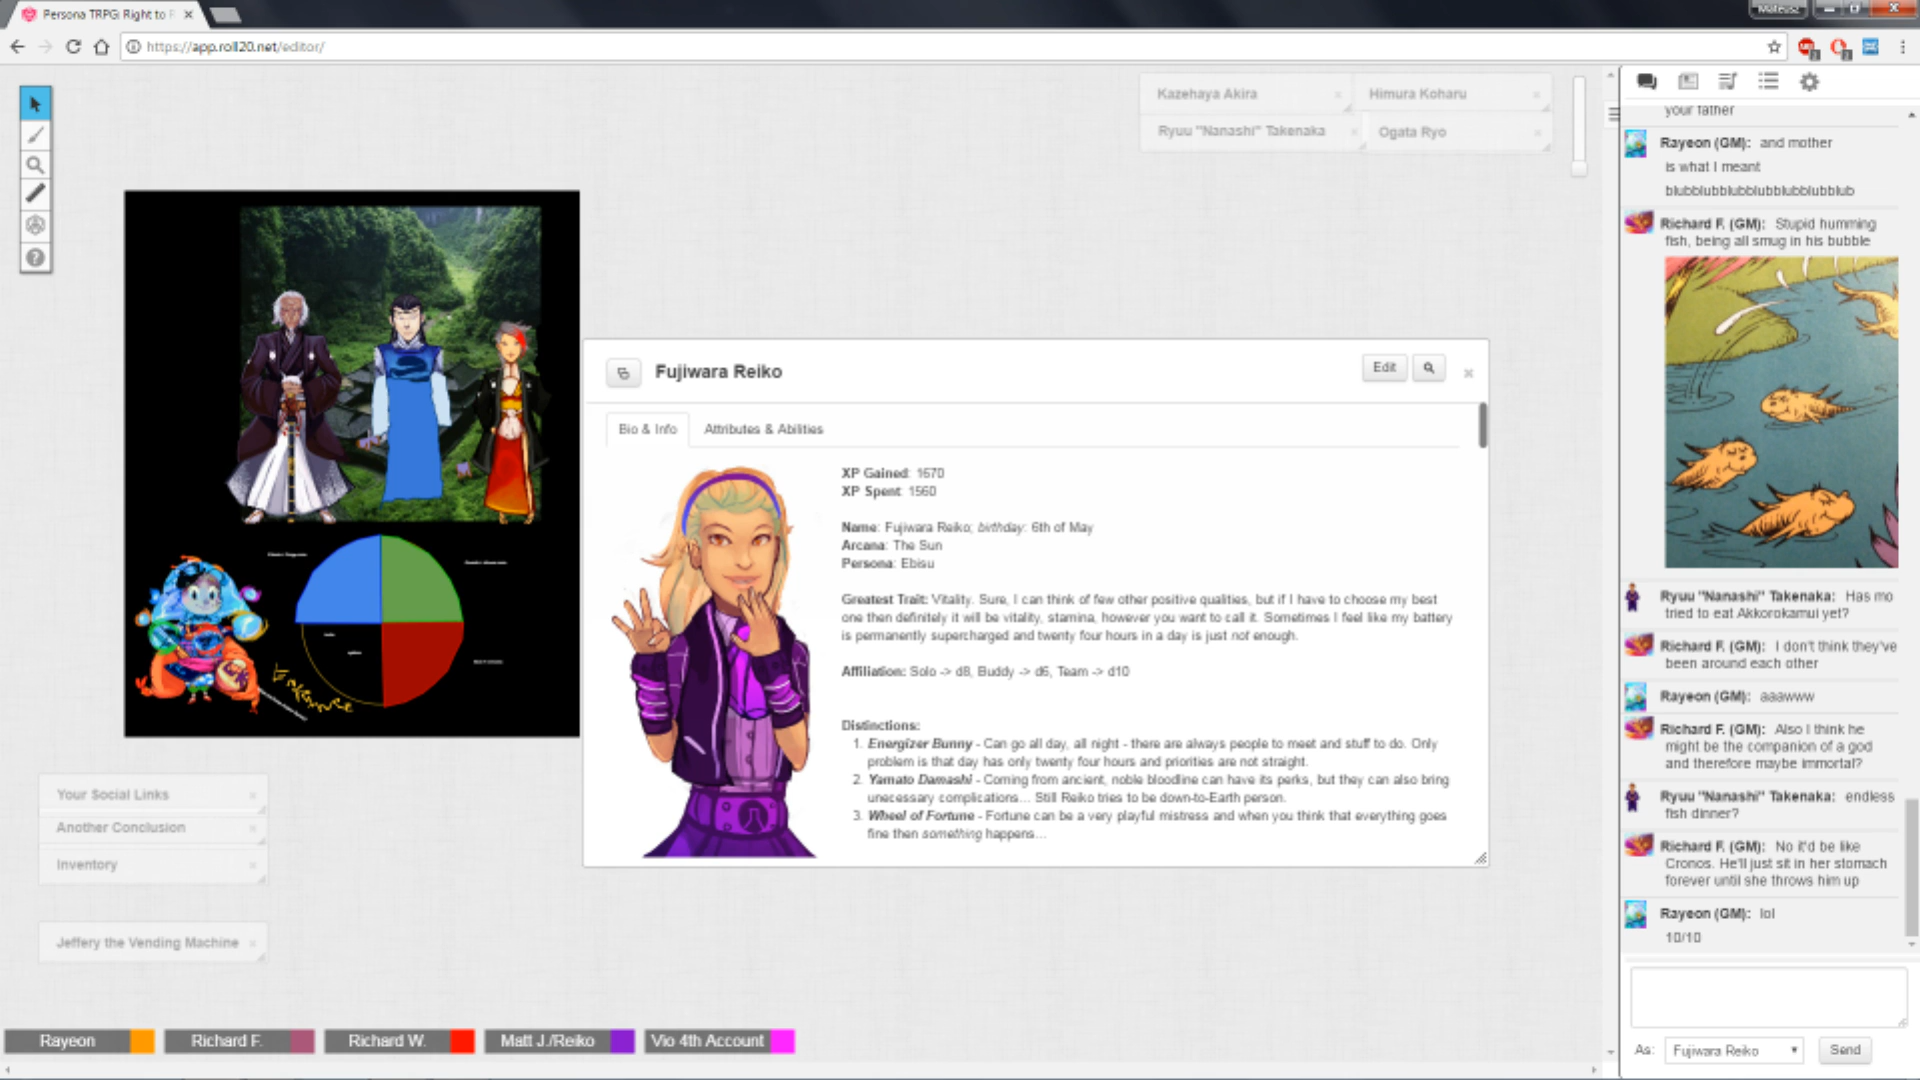 Persona TRPG: Right to R
Mateusz
https://app.roll20.net/editor/
Kazehaya Akira
Himura Koharu
Ryuu "Nanashi" Takenaka
Ogata Ryo
Fujiwara Reiko
Edit
Bio & Info
Attributes & Abilities
XP Gained: 1670
XP Spent: 1560
Name: Fujiwara Reiko; birthday: 6th of May
Arcana: The Sun
Persona: Ebisu
Greatest Trait: Vitality. Sure, I can think of few other positive qualities, but if I have to choose my best
one then definitely it will be vitality, stamina, however you want to call it. Sometimes I feel like my battery
is permanently supercharged and twenty four hours in a day is just not enough.
Affiliation: Solo -> d8, Buddy -> d6, Team -> d10
Distinctions:
1. Energizer Bunny - Can go all day, all night - there are always people to meet and stuff to do. Only
problem is that day has only twenty four hours and priorities are not straight.
2. Yamato Damashi - Coming from ancient, noble bloodline can have its perks, but they can also bring
unecessary complications... Still Reiko tries to be down-to-Earth person.
3. Wheel of Fortune - Fortune can be a very playful mistress and when you think that everything goes
fine then something happens...
Your Social Links
Another Conclusion
Inventory
Jeffery the Vending Machine
Rayeon
Richard F.
Richard W.
Matt J./Reiko
Vio 4th Account
your father
Rayeon (GM): and mother
is what I meant
blubblubblubblubblubblubblub
Richard F. (GM): Stupid humming
fish, being all smug in his bubble
Ryuu "Nanashi" Takenaka: Has mo
tried to eat Akkorokamui yet?
Richard F. (GM): I don't think they've
been around each other
Rayeon (GM): aaawww
Richard F. (GM): Also I think he
might be the companion of a god
and therefore maybe immortal?
Ryuu "Nanashi" Takenaka: endless
fish dinner?
Richard F. (GM): No it'd be like
Cronos. He'll just sit in her stomach
forever until she throws him up
Rayeon (GM): lol
10/10
As: Fujiwara Reiko
Send